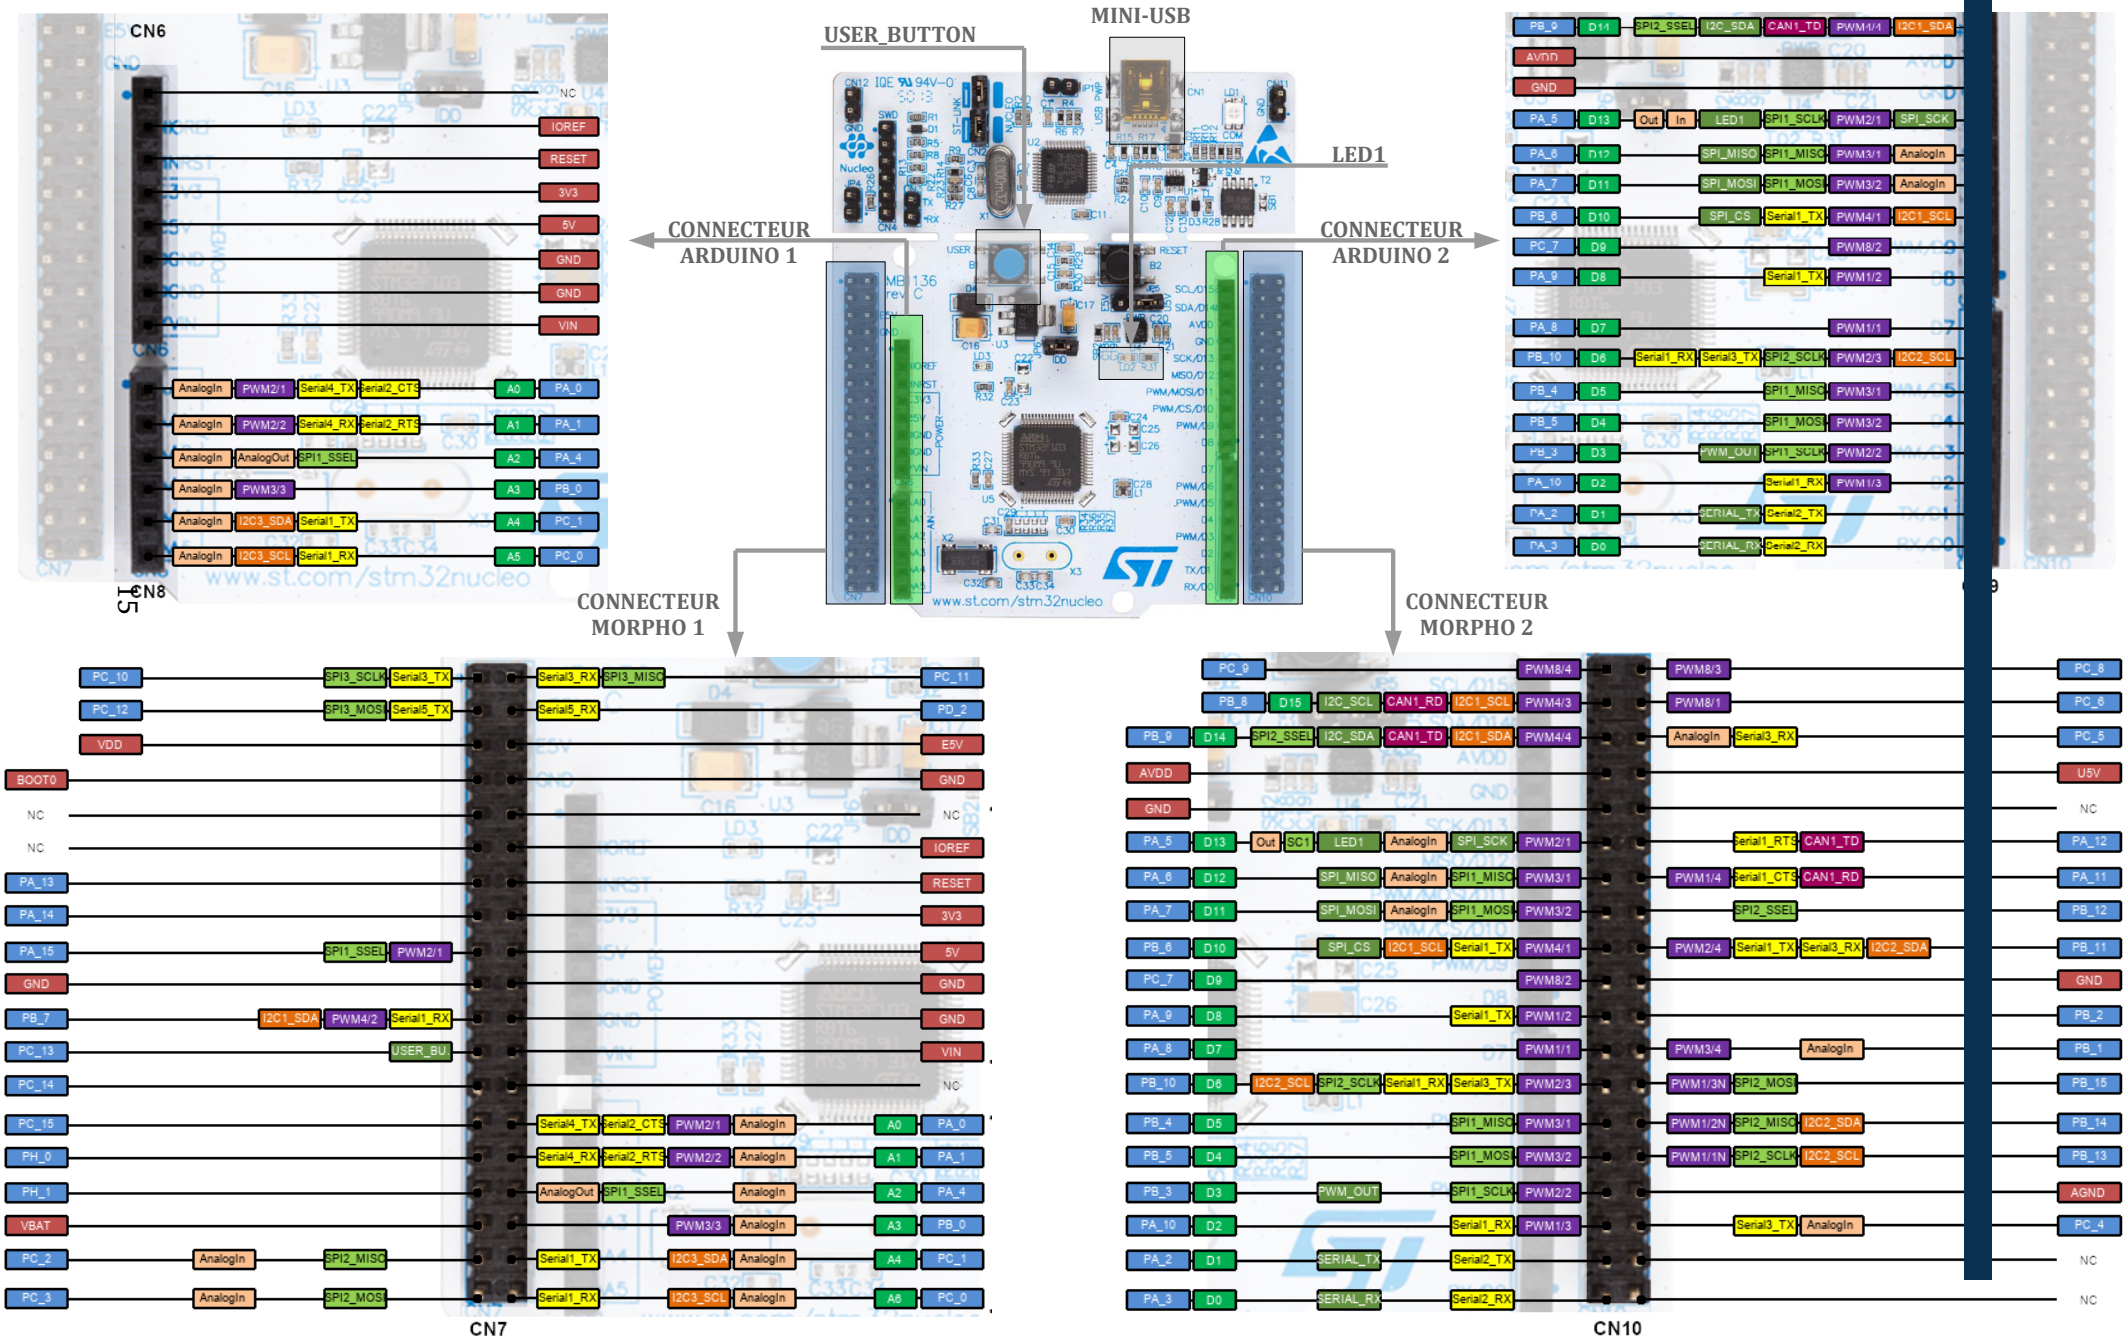 MINI-USB
USER_BUTTON
LED1
CONNECTEUR
ARDUINO 1
CONNECTEUR
ARDUINO 2
CONNECTEUR
MORPHO 1
CONNECTEUR
MORPHO 2
CN6
NC
IOREF
RESET
3V3
5V
GND
GND
VIN
AnalogIn PWM2/1 Serial4_TX Serial2_CTS A0 PA_0
AnalogIn PWM2/2 Serial4_RX Serial2_RTS A1 PA_1
AnalogIn AnalogOut SPI1_SSEL A2 PA_4
AnalogIn PWM3/3 A3 PB_0
AnalogIn I2C3_SDA Serial1_TX A4 PC_1
AnalogIn I2C3_SCL Serial1_RX A5 PC_0
CN7
www.st.com/stm32nucleo
CN8
15
IQE 94V-0
Nucleo
USER
RESET
www.st.com/stm32nucleo
PB_9 D14 SPI2_SSEL I2C_SDA CAN1_TD PWM4/4 I2C1_SDA
AVDD
GND
PA_5 D13 Out In LED1 SPI1_SCLK PWM2/1 SPI_SCK
PA_6 D12 SPI_MISO SPI1_MISO PWM3/1 AnalogIn
PA_7 D11 SPI_MOSI SPI1_MOSI PWM3/2 AnalogIn
PB_6 D10 SPI_CS Serial1_TX PWM4/1 I2C1_SCL
PC_7 D9 PWM8/2
PA_9 D8 Serial1_TX PWM1/2
PA_8 D7 PWM1/1
PB_10 D6 Serial1_RX Serial3_TX SPI2_SCLK PWM2/3 I2C2_SCL
PB_4 D5 SPI1_MISO PWM3/1
PB_5 D4 SPI1_MOSI PWM3/2
PB_3 D3 PWM_OUT SPI1_SCLK PWM2/2
PA_10 D2 Serial1_RX PWM1/3
PA_2 D1 SERIAL_TX Serial2_TX
PA_3 D0 SERIAL_RX Serial2_RX
CN10
PC_10 SPI3_SCLK Serial3_TX Serial3_RX SPI3_MISO PC_11
PC_12 SPI3_MOSI Serial5_TX Serial5_RX PD_2
VDD E5V
BOOT0 GND
NC NC
NC IOREF
PA_13 RESET
PA_14 3V3
PA_15 SPI1_SSEL PWM2/1 5V
GND GND
PB_7 I2C1_SDA PWM4/2 Serial1_RX GND
PC_13 USER_BU VIN
PC_14 NC
PC_15 Serial4_TX Serial2_CTS PWM2/1 AnalogIn A0 PA_0
PH_0 Serial4_RX Serial2_RTS PWM2/2 AnalogIn A1 PA_1
PH_1 AnalogOut SPI1_SSEL AnalogIn A2 PA_4
VBAT PWM3/3 AnalogIn A3 PB_0
PC_2 AnalogIn SPI2_MISO Serial1_TX I2C3_SDA AnalogIn A4 PC_1
PC_3 AnalogIn SPI2_MOSI Serial1_RX I2C3_SCL AnalogIn A6 PC_0
CN7
PC_9 PWM8/4 PWM8/3 PC_8
PB_8 D15 I2C_SCL CAN1_RD I2C1_SCL PWM4/3 PWM8/1 PC_6
PB_9 D14 SPI2_SSEL I2C_SDA CAN1_TD I2C1_SDA PWM4/4 AnalogIn Serial3_RX PC_5
AVDD U5V
GND NC
PA_5 D13 Out SC1 LED1 AnalogIn SPI_SCK PWM2/1 Serial1_RTS CAN1_TD PA_12
PA_6 D12 SPI_MISO AnalogIn SPI1_MISO PWM3/1 PWM1/4 Serial1_CTS CAN1_RD PA_11
PA_7 D11 SPI_MOSI AnalogIn SPI1_MOSI PWM3/2 SPI2_SSEL PB_12
PB_6 D10 SPI_CS I2C1_SCL Serial1_TX PWM4/1 PWM2/4 Serial1_TX Serial3_RX I2C2_SDA PB_11
PC_7 D9 PWM8/2 GND
PA_9 D8 Serial1_TX PWM1/2 PB_2
PA_8 D7 PWM1/1 PWM3/4 AnalogIn PB_1
PB_10 D6 I2C2_SCL SPI2_SCLK Serial1_RX Serial3_TX PWM2/3 PWM1/3N SPI2_MOSI PB_15
PB_4 D5 SPI1_MISO PWM3/1 PWM1/2N SPI2_MISO I2C2_SDA PB_14
PB_5 D4 SPI1_MOSI PWM3/2 PWM1/1N SPI2_SCLK I2C2_SCL PB_13
PB_3 D3 PWM_OUT SPI1_SCLK PWM2/2 AGND
PA_10 D2 Serial1_RX PWM1/3 Serial3_TX AnalogIn PC_4
PA_2 D1 SERIAL_TX Serial2_TX NC
PA_3 D0 SERIAL_RX Serial2_RX NC
CN10